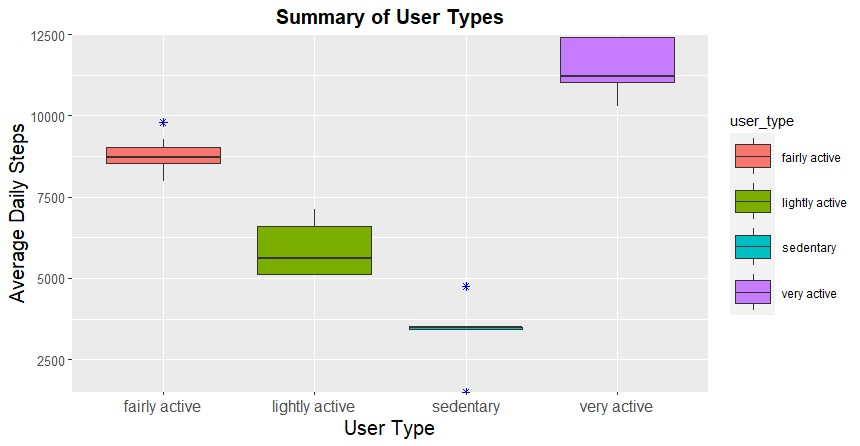 Summary of User Types
Average Daily Steps
12500
10000
7500
5000
2500
fairly active
lightly active
sedentary
very active
User Type
user_type
fairly active
lightly active
sedentary
very active